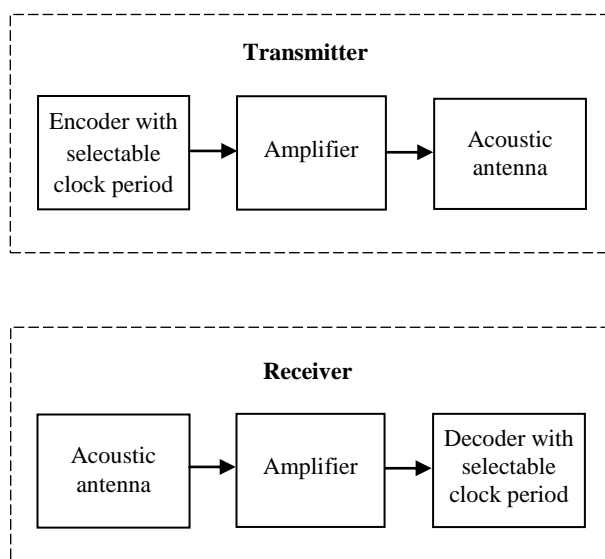 Transmitter
Encoder with
selectable
clock period
Amplifier
Acoustic
antenna
Receiver
Acoustic
antenna
Amplifier
Decoder with
selectable
clock period